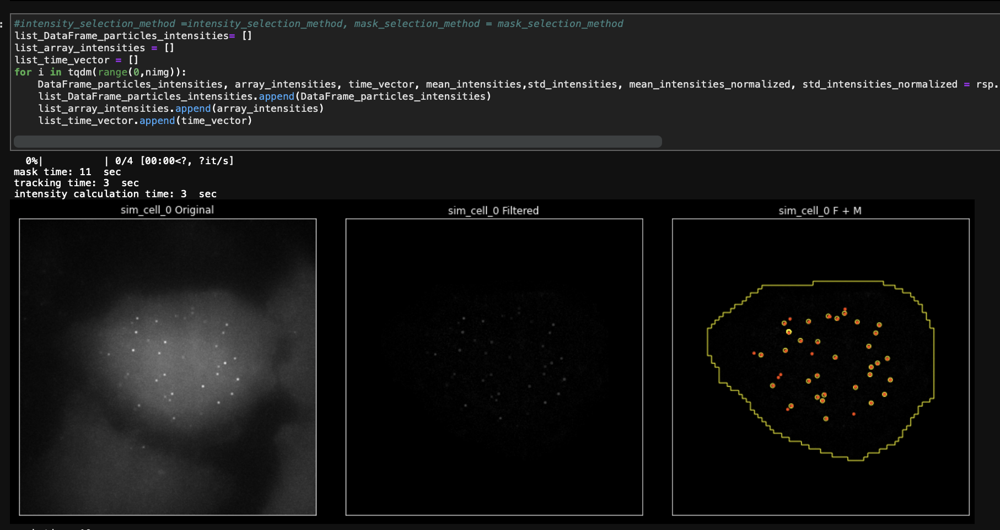 :
#intensity_selection_method =intensity_selection_method, mask_selection_method = mask_selection_method
list_DataFrame_particles_intensities= []
list_array_intensities = []
list_time_vector = []
for i in tqdm(range(0,nimg)):
    DataFrame_particles_intensities, array_intensities, time_vector, mean_intensities,std_intensities, mean_intensities_normalized, std_intensities_normalized = rsp.
    list_DataFrame_particles_intensities.append(DataFrame_particles_intensities)
    list_array_intensities.append(array_intensities)
    list_time_vector.append(time_vector)
0%| | 0/4 [00:00<?, ?it/s]
mask time: 11 sec
tracking time: 3 sec
intensity calculation time: 3 sec
sim_cell_0 Original
sim_cell_0 Filtered
sim_cell_0 F + M